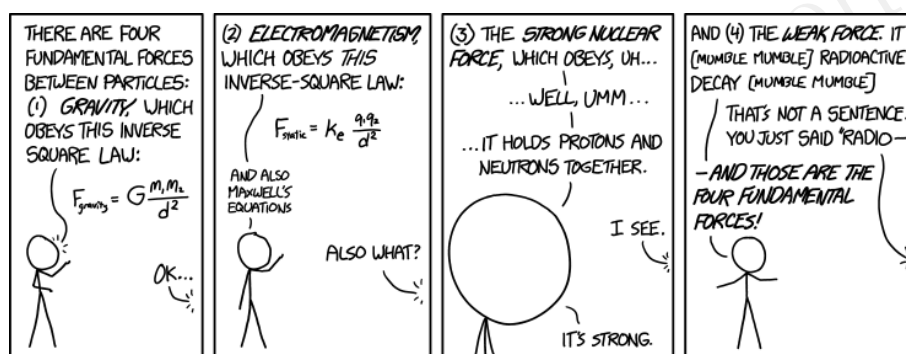 THERE ARE FOUR
FUNDAMENTAL FORCES
BETWEEN PARTICLES:
(1) GRAVITY, WHICH
OBEYS THIS INVERSE
SQUARE LAW:
F_gravity = G m₁m₂/d²
OK...
(2) ELECTROMAGNETISM,
WHICH OBEYS THIS
INVERSE-SQUARE LAW:
F_static = Kₑ q₁q₂/d²
AND ALSO
MAXWELL'S
EQUATIONS
ALSO WHAT?
(3) THE STRONG NUCLEAR
FORCE, WHICH OBEYS, UH...
...WELL, UMM...
...IT HOLDS PROTONS AND
NEUTRONS TOGETHER.
I SEE.
IT'S STRONG.
AND (4) THE WEAK FORCE. IT
[MUMBLE MUMBLE] RADIOACTIVE
DECAY [MUMBLE MUMBLE]
THAT'S NOT A SENTENCE.
YOU JUST SAID "RADIO—
—AND THOSE ARE THE
FOUR FUNDAMENTAL
FORCES!